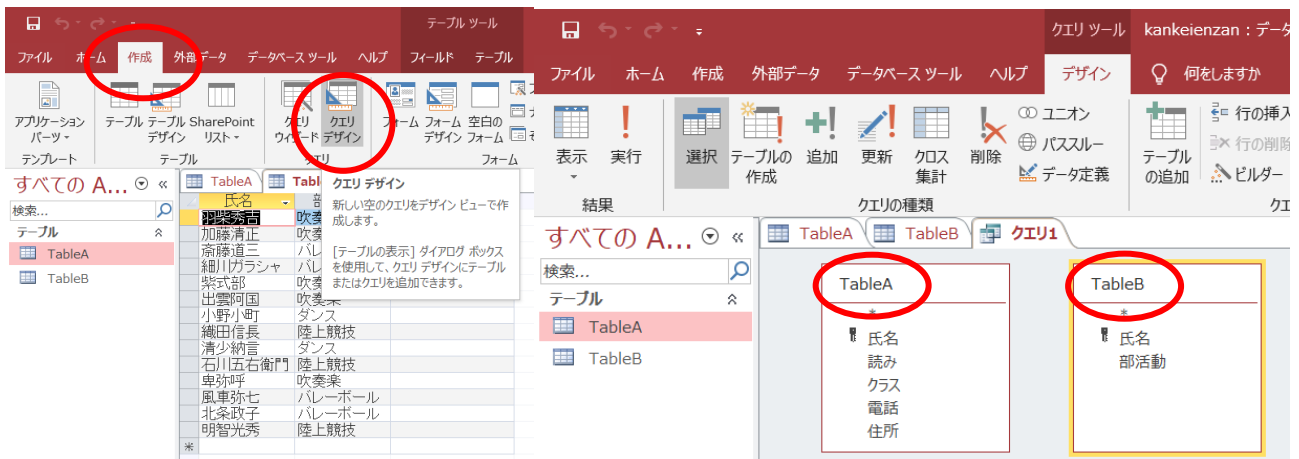 テーブル ツール
ファイル ホーム 作成 外部データ データベース ツール ヘルプ フィールド テーブル
アプリケーション パーツ
テーブル
テーブル デザイン
SharePoint リスト
クエリ ウィザード
クエリ デザイン
フォーム
フォーム デザイン
空白の フォーム
テンプレート テーブル クエリ フォーム
すべての A...
検索...
テーブル
TableA
TableB
TableA
氏名
羽柴秀吉
加藤清正
斎藤道三
細川ガラシャ
紫式部
出雲阿国 吹奏楽
小野小町 ダンス
織田信長 陸上競技
清少納言 ダンス
石川五右衛門 陸上競技
卑弥呼 吹奏楽
風車弥七 バレーボール
北条政子 バレーボール
明智光秀 陸上競技
クエリ デザイン
新しい空のクエリをデザイン ビューで作
成します。
[テーブルの表示] ダイアログ ボックス
を使用して、クエリ デザインにテーブル
またはクエリを追加できます。
クエリ ツール kankeienzan : データ
ファイル ホーム 作成 外部データ データベース ツール ヘルプ デザイン 何をしますか
表示
実行
選択
テーブルの 作成
追加
更新
クロス 集計
削除
ユニオン
パススルー
データ定義
テーブル の追加
行の挿入
行の削除
ビルダー
結果 クエリの種類
すべての A...
検索...
テーブル
TableA
TableB
TableA TableB クエリ1
TableA
*
氏名
読み
クラス
電話
住所
TableB
*
氏名
部活動